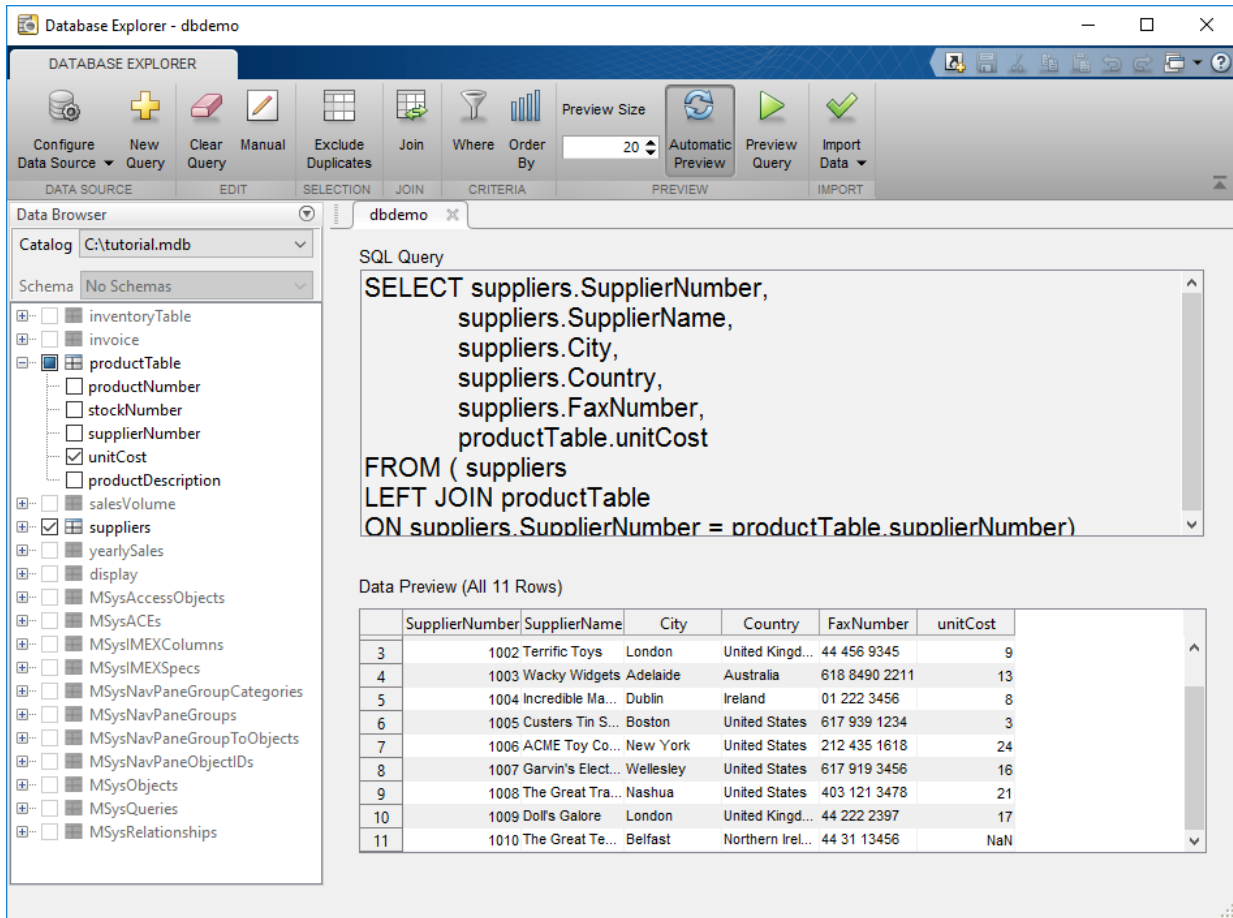 Database Explorer - dbdemo
DATABASE EXPLORER
Configure Data Source
New Query
Clear Query
Manual
Exclude Duplicates
Join
Where
Order By
Preview Size
20
Automatic Preview
Preview Query
Import Data
DATA SOURCE
EDIT
SELECTION
JOIN
CRITERIA
PREVIEW
IMPORT
Data Browser
Catalog C:\tutorial.mdb
Schema No Schemas
inventoryTable
invoice
productTable
productNumber
stockNumber
supplierNumber
unitCost
productDescription
salesVolume
suppliers
yearlySales
display
MSysAccessObjects
MSysACEs
MSysIMEXColumns
MSysIMEXSpecs
MSysNavPaneGroupCategories
MSysNavPaneGroups
MSysNavPaneGroupToObjects
MSysNavPaneObjectIDs
MSysObjects
MSysQueries
MSysRelationships
dbdemo
SQL Query
SELECT suppliers.SupplierNumber,
suppliers.SupplierName,
suppliers.City,
suppliers.Country,
suppliers.FaxNumber,
productTable.unitCost
FROM ( suppliers
LEFT JOIN productTable
ON suppliers.SupplierNumber = productTable.supplierNumber)
Data Preview (All 11 Rows)
SupplierNumber SupplierName City Country FaxNumber unitCost
3 1002 Terrific Toys London United Kingd... 44 456 9345 9
4 1003 Wacky Widgets Adelaide Australia 618 8490 2211 13
5 1004 Incredible Ma... Dublin Ireland 01 222 3456 8
6 1005 Custers Tin S... Boston United States 617 939 1234 3
7 1006 ACME Toy Co... New York United States 212 435 1618 24
8 1007 Garvin's Elect... Wellesley United States 617 919 3456 16
9 1008 The Great Tra... Nashua United States 403 121 3478 21
10 1009 Doll's Galore London United Kingd... 44 222 2397 17
11 1010 The Great Te... Belfast Northern Irel... 44 31 13456 NaN